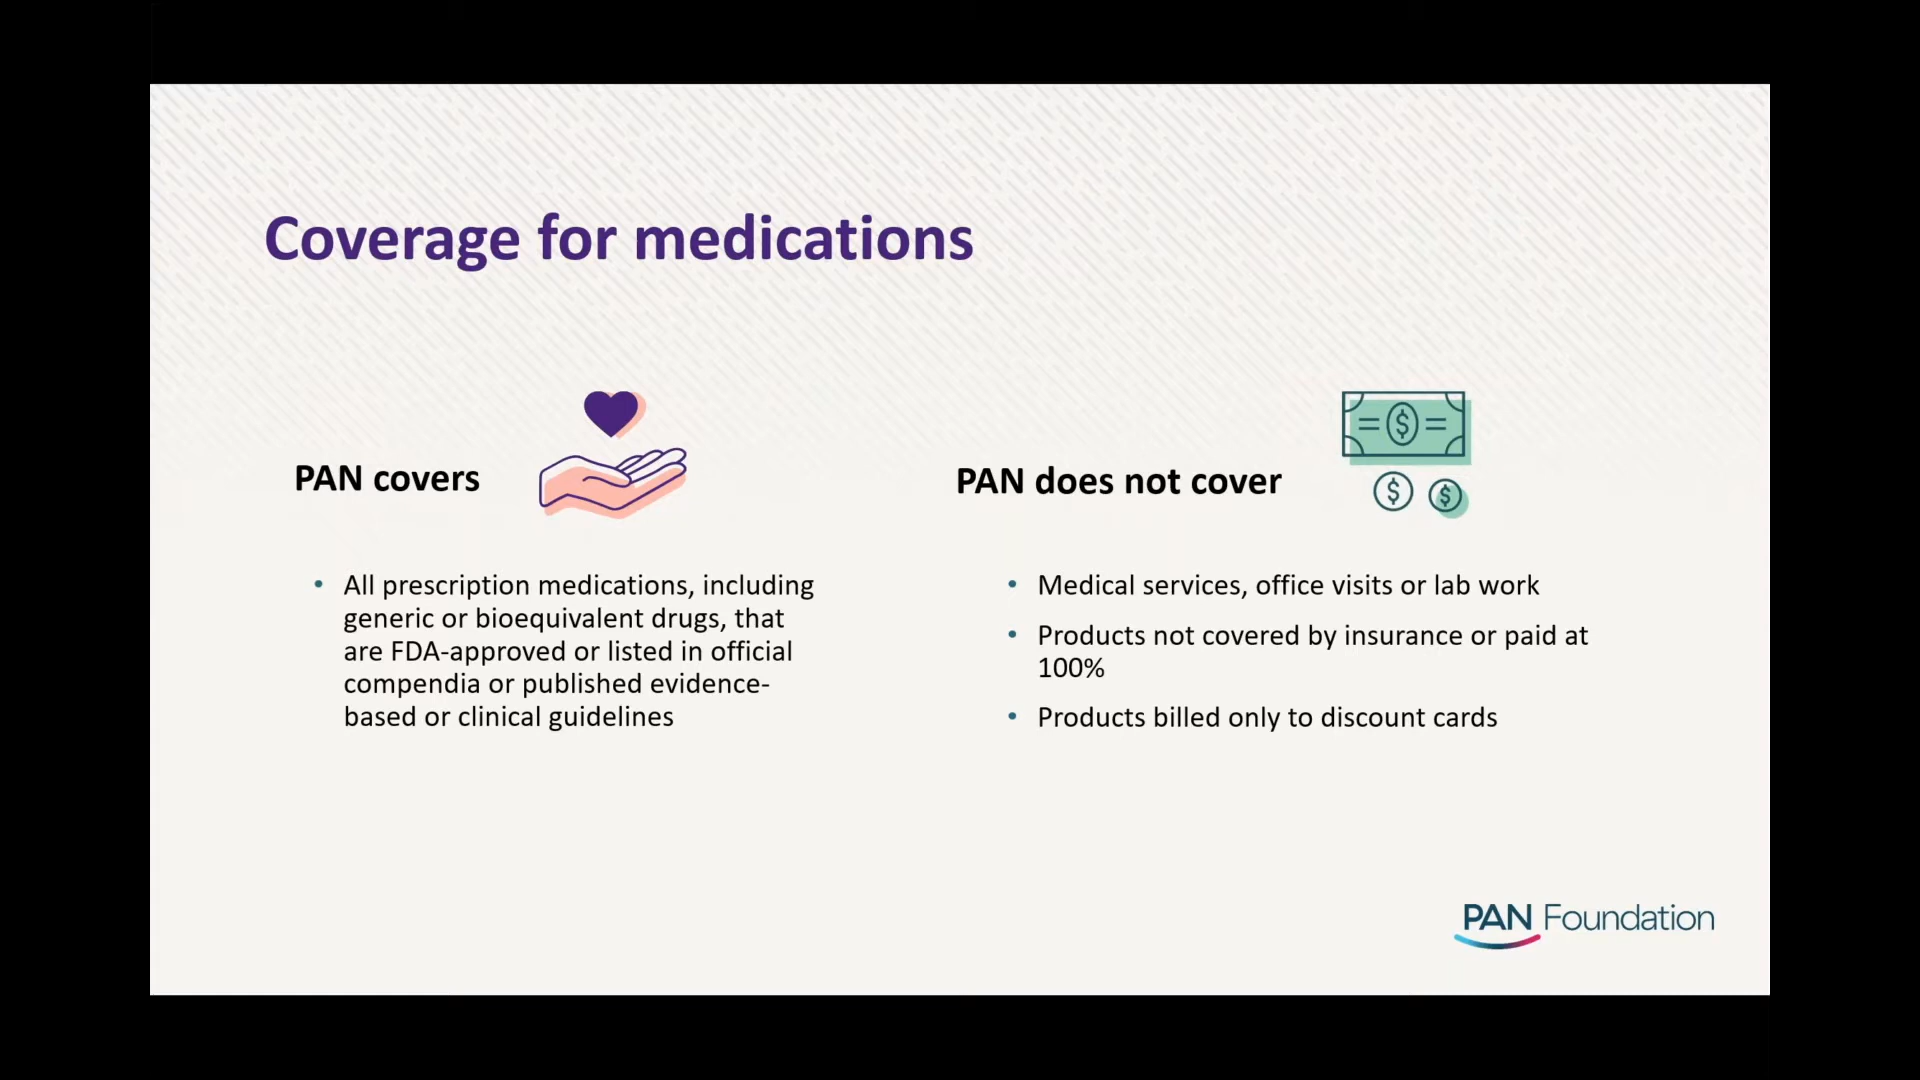 Coverage for medications
PAN covers
• All prescription medications, including
generic or bioequivalent drugs, that
are FDA-approved or listed in official
compendia or published evidence-
based or clinical guidelines
PAN does not cover
$
$ $
• Medical services, office visits or lab work
• Products not covered by insurance or paid at
100%
• Products billed only to discount cards
PAN Foundation